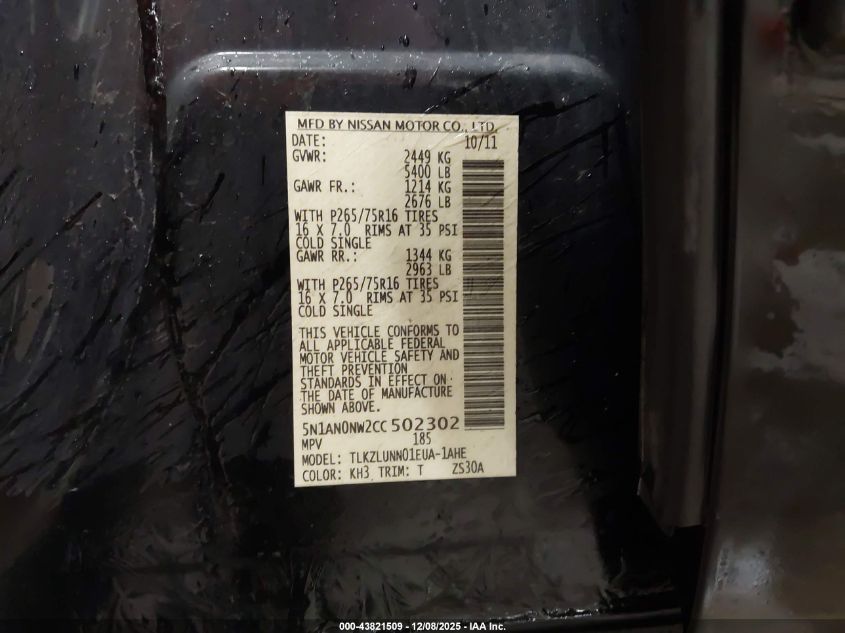 MFD BY NISSAN MOTOR CO., LTD.
DATE: 10/11
GVWR: 2449 KG
5400 LB
GAWR FR.: 1214 KG
2676 LB
WITH P265/75R16 TIRES
16 X 7.0 RIMS AT 35 PSI
COLD SINGLE
GAWR RR.: 1344 KG
2963 LB
WITH P265/75R16 TIRES
16 X 7.0 RIMS AT 35 PSI
COLD SINGLE
THIS VEHICLE CONFORMS TO
ALL APPLICABLE FEDERAL
MOTOR VEHICLE SAFETY AND
THEFT PREVENTION
STANDARDS IN EFFECT ON
THE DATE OF MANUFACTURE
SHOWN ABOVE.
5N1AN0NW2CC502302
MPV 185
MODEL: TLKZLUNN01EUA-1AHE
COLOR: KH3 TRIM: T ZS30A
000-43821509 - 12/08/2025 - IAA Inc.